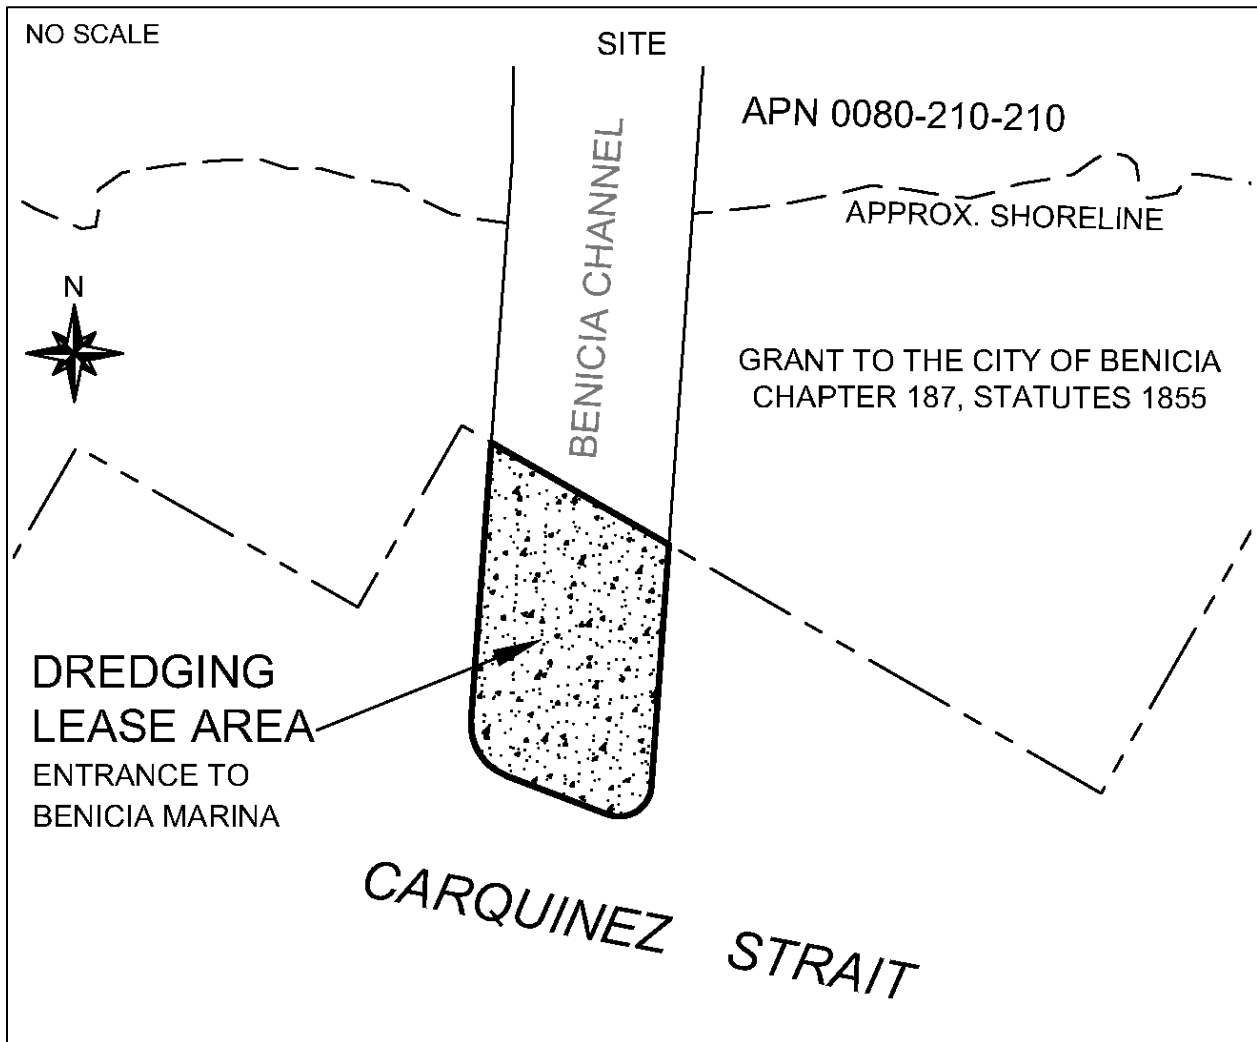 NO SCALE
SITE
APN 0080-210-210
BENICIA CHANNEL
APPROX. SHORELINE
N
GRANT TO THE CITY OF BENICIA
CHAPTER 187, STATUTES 1855
DREDGING
LEASE AREA
ENTRANCE TO
BENICIA MARINA
CARQUINEZ STRAIT